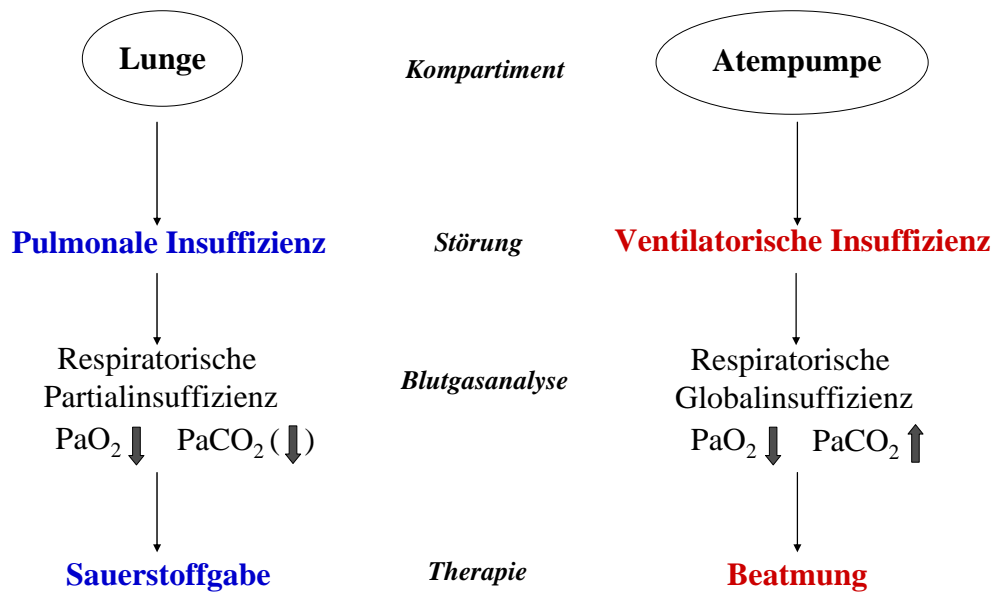 Lunge
Kompartiment
Atempumpe
Pulmonale Insuffizienz
Störung
Ventilatorische Insuffizienz
Respiratorische
Partialinsuffizienz
PaO₂ PaCO₂ ( )
Blutgasanalyse
Respiratorische
Globalinsuffizienz
PaO₂ PaCO₂
Sauerstoffgabe
Therapie
Beatmung